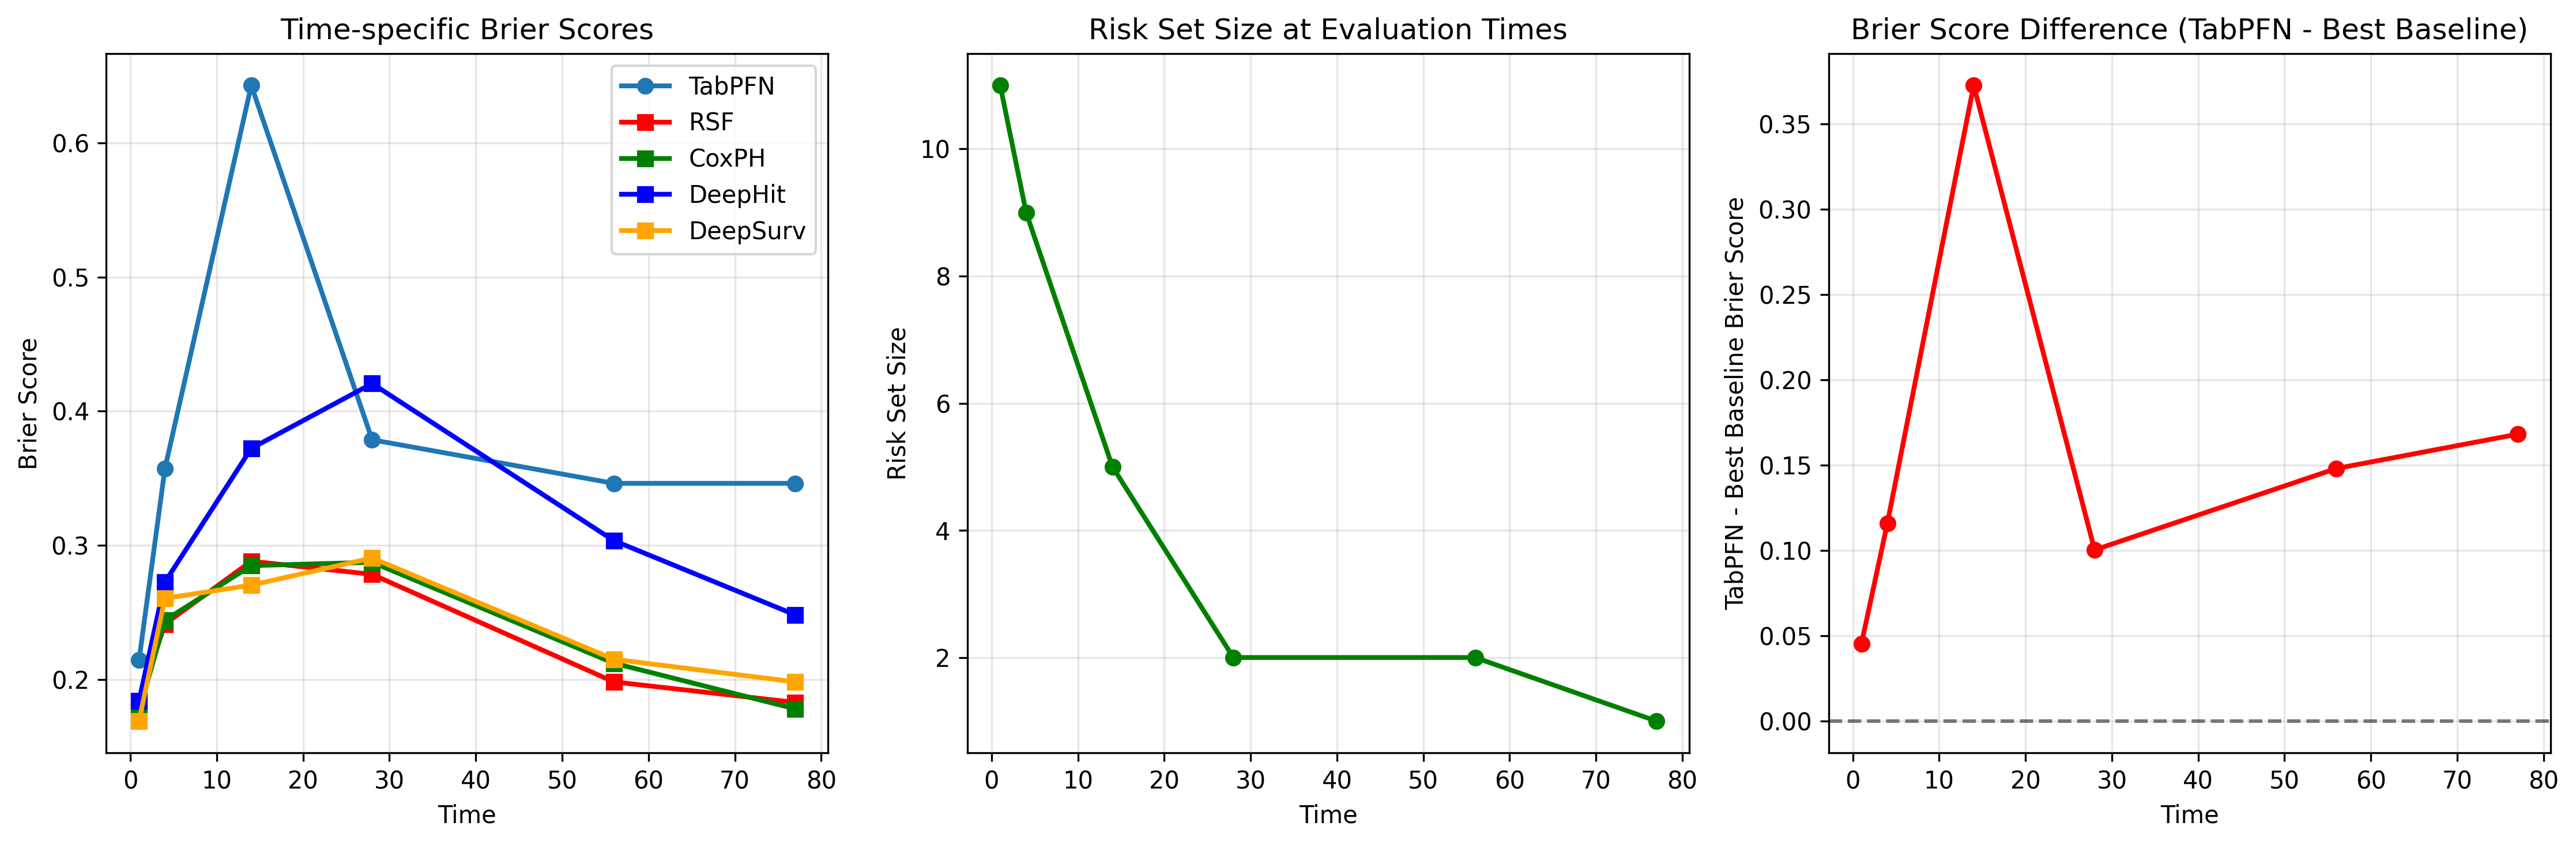 Time-specific Brier Scores
Brier Score
0.6
0.5
0.4
0.3
0.2
TabPFN
RSF
CoxPH
DeepHit
DeepSurv
0 10 20 30 40 50 60 70 80
Time
Risk Set Size at Evaluation Times
Risk Set Size
10
8
6
4
2
0 10 20 30 40 50 60 70 80
Time
Brier Score Difference (TabPFN - Best Baseline)
TabPFN - Best Baseline Brier Score
0.35
0.30
0.25
0.20
0.15
0.10
0.05
0.00
0 10 20 30 40 50 60 70 80
Time